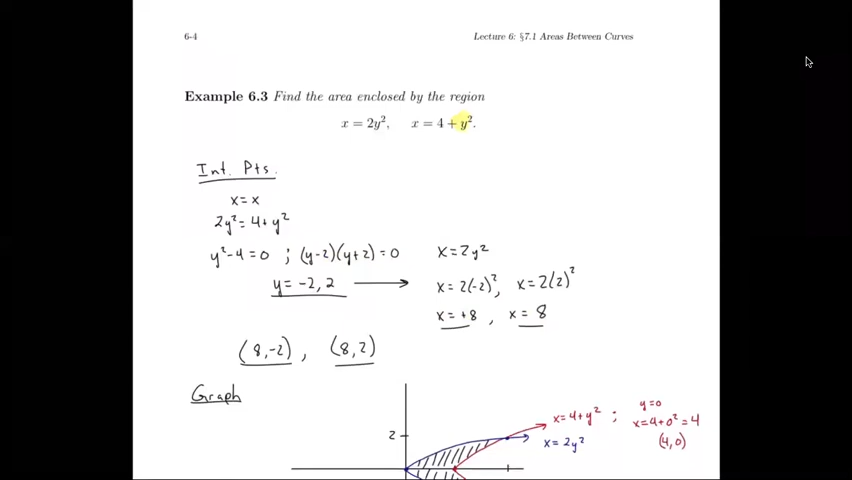 6-4 Lecture 6: §7.1 Areas Between Curves
Example 6.3 Find the area enclosed by the region
x = 2y², x = 4 + y².
Int. Pts.
x = x
2y² = 4 + y²
y² - 4 = 0 ; (y-2)(y+2) = 0 x = 2y²
y = -2, 2 → x = 2(-2)², x = 2(2)²
x = +8 , x = 8
(8,-2) , (8,2)
Graph
y=0
x = 4+y² ; x = 4+0² = 4
2 x = 2y² (4,0)